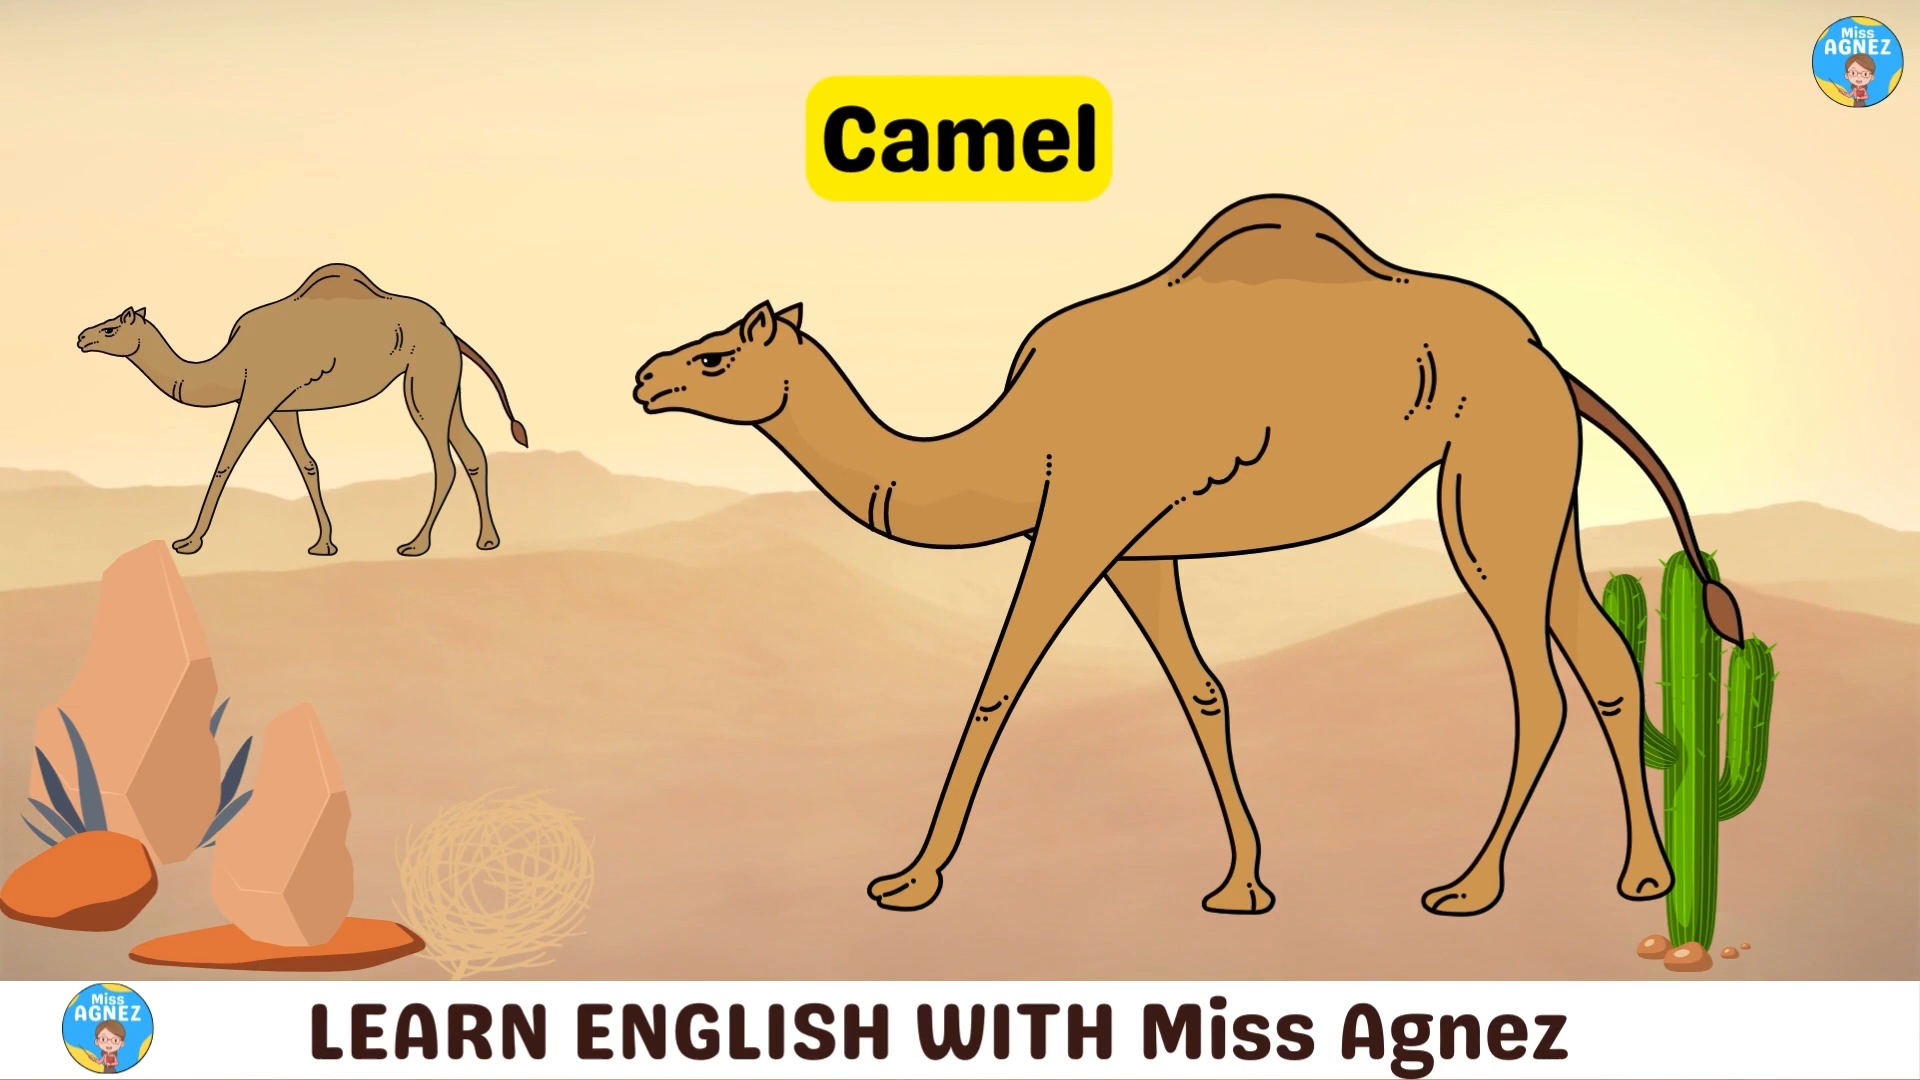 Miss
AGNEZ
Camel
Miss
AGNEZ
LEARN ENGLISH WITH Miss Agnez